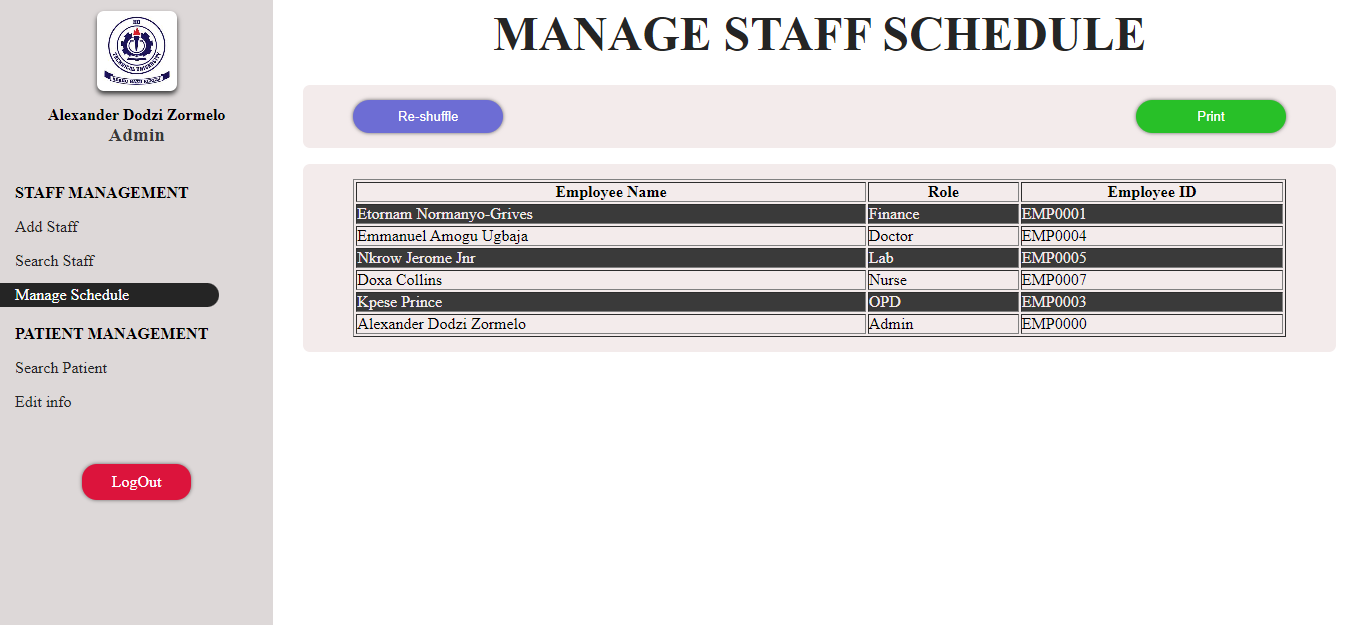 HO
TECHNICAL UNIVERSITY
Alexander Dodzi Zormelo
Admin
STAFF MANAGEMENT
Add Staff
Search Staff
Manage Schedule
PATIENT MANAGEMENT
Search Patient
Edit info
LogOut
MANAGE STAFF SCHEDULE
Re-shuffle Print
Employee Name Role Employee ID
Etornam Normanyo-Grives Finance EMP0001
Emmanuel Amogu Ugbaja Doctor EMP0004
Nkrow Jerome Jnr Lab EMP0005
Doxa Collins Nurse EMP0007
Kpese Prince OPD EMP0003
Alexander Dodzi Zormelo Admin EMP0000